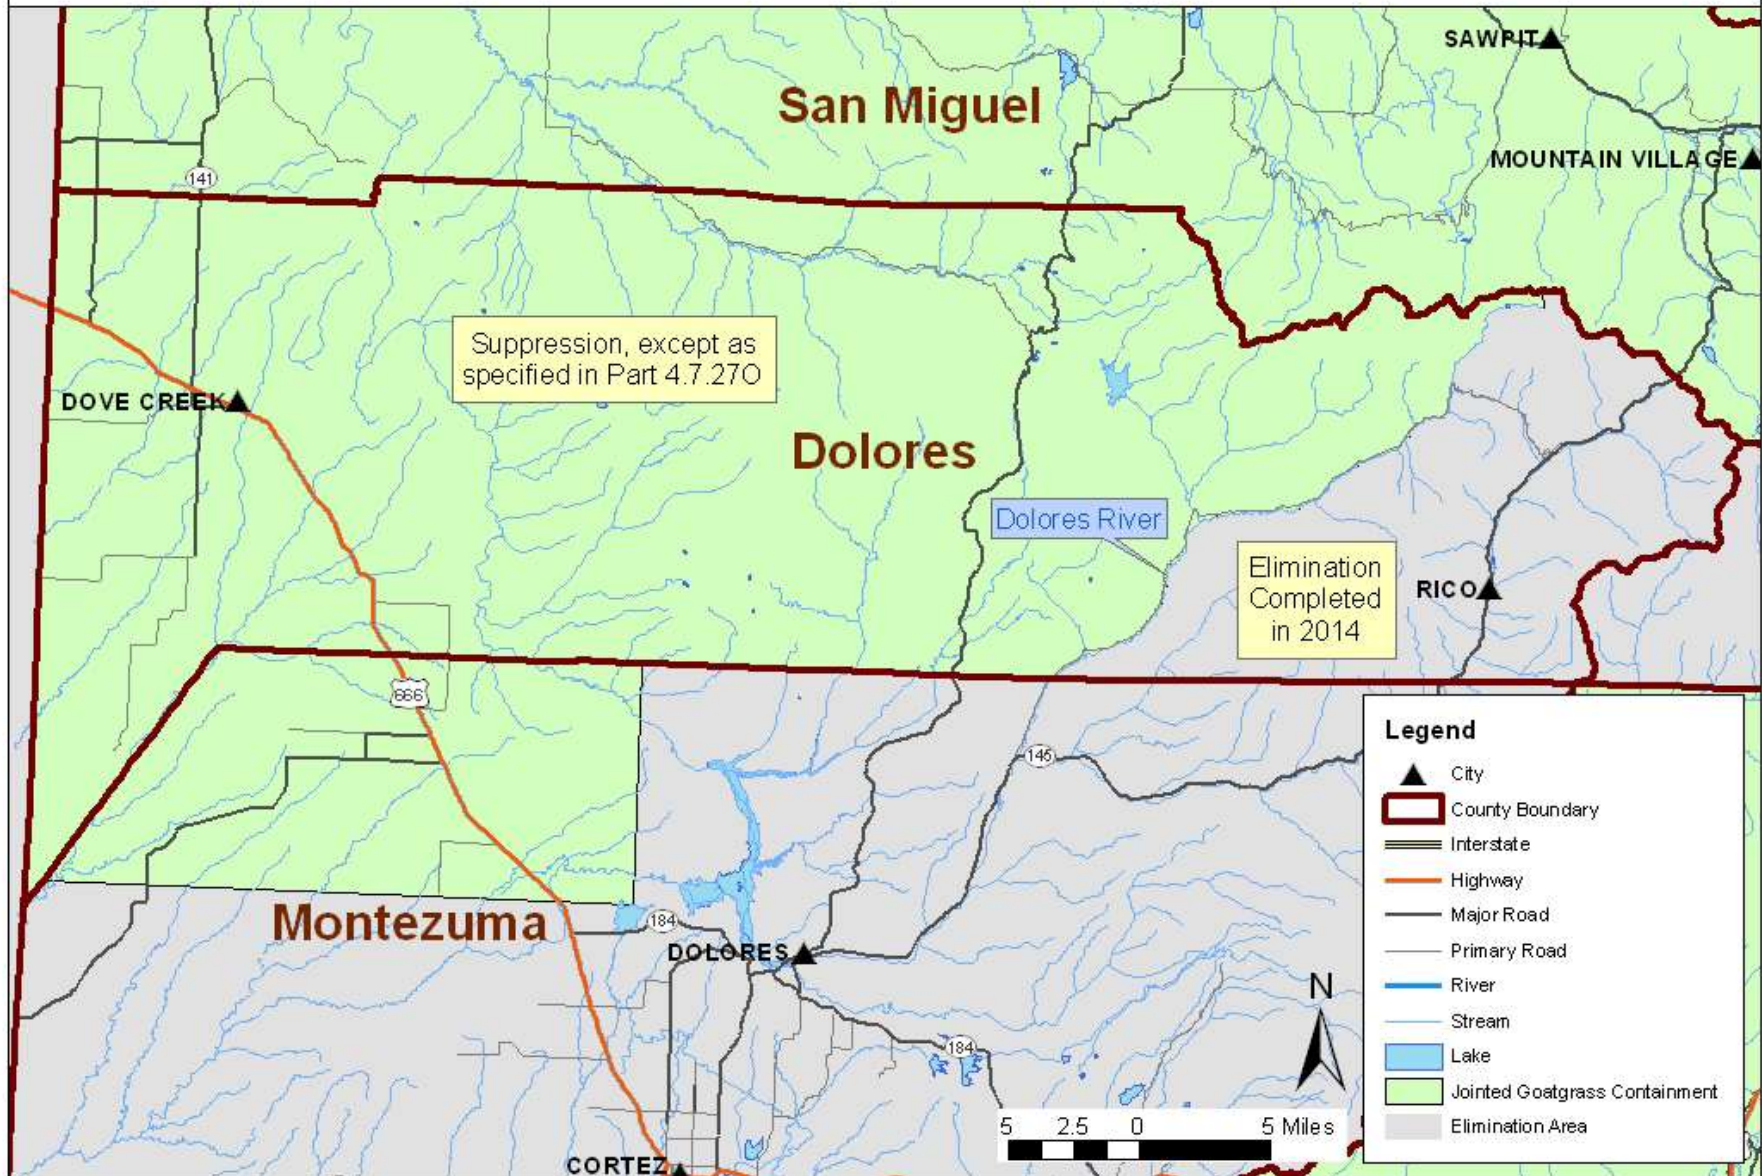 SAWPIT
San Miguel
MOUNTAIN VILLAGE
141
Suppression, except as
specified in Part 4.7.27O
DOVE CREEK
Dolores
Dolores River
Elimination
Completed
in 2014
RICO
666
145
Montezuma
184
DOLORES
184
CORTEZ
N
5 2.5 0 5 Miles
Legend
City
County Boundary
Interstate
Highway
Major Road
Primary Road
River
Stream
Lake
Jointed Goatgrass Containment
Elimination Area